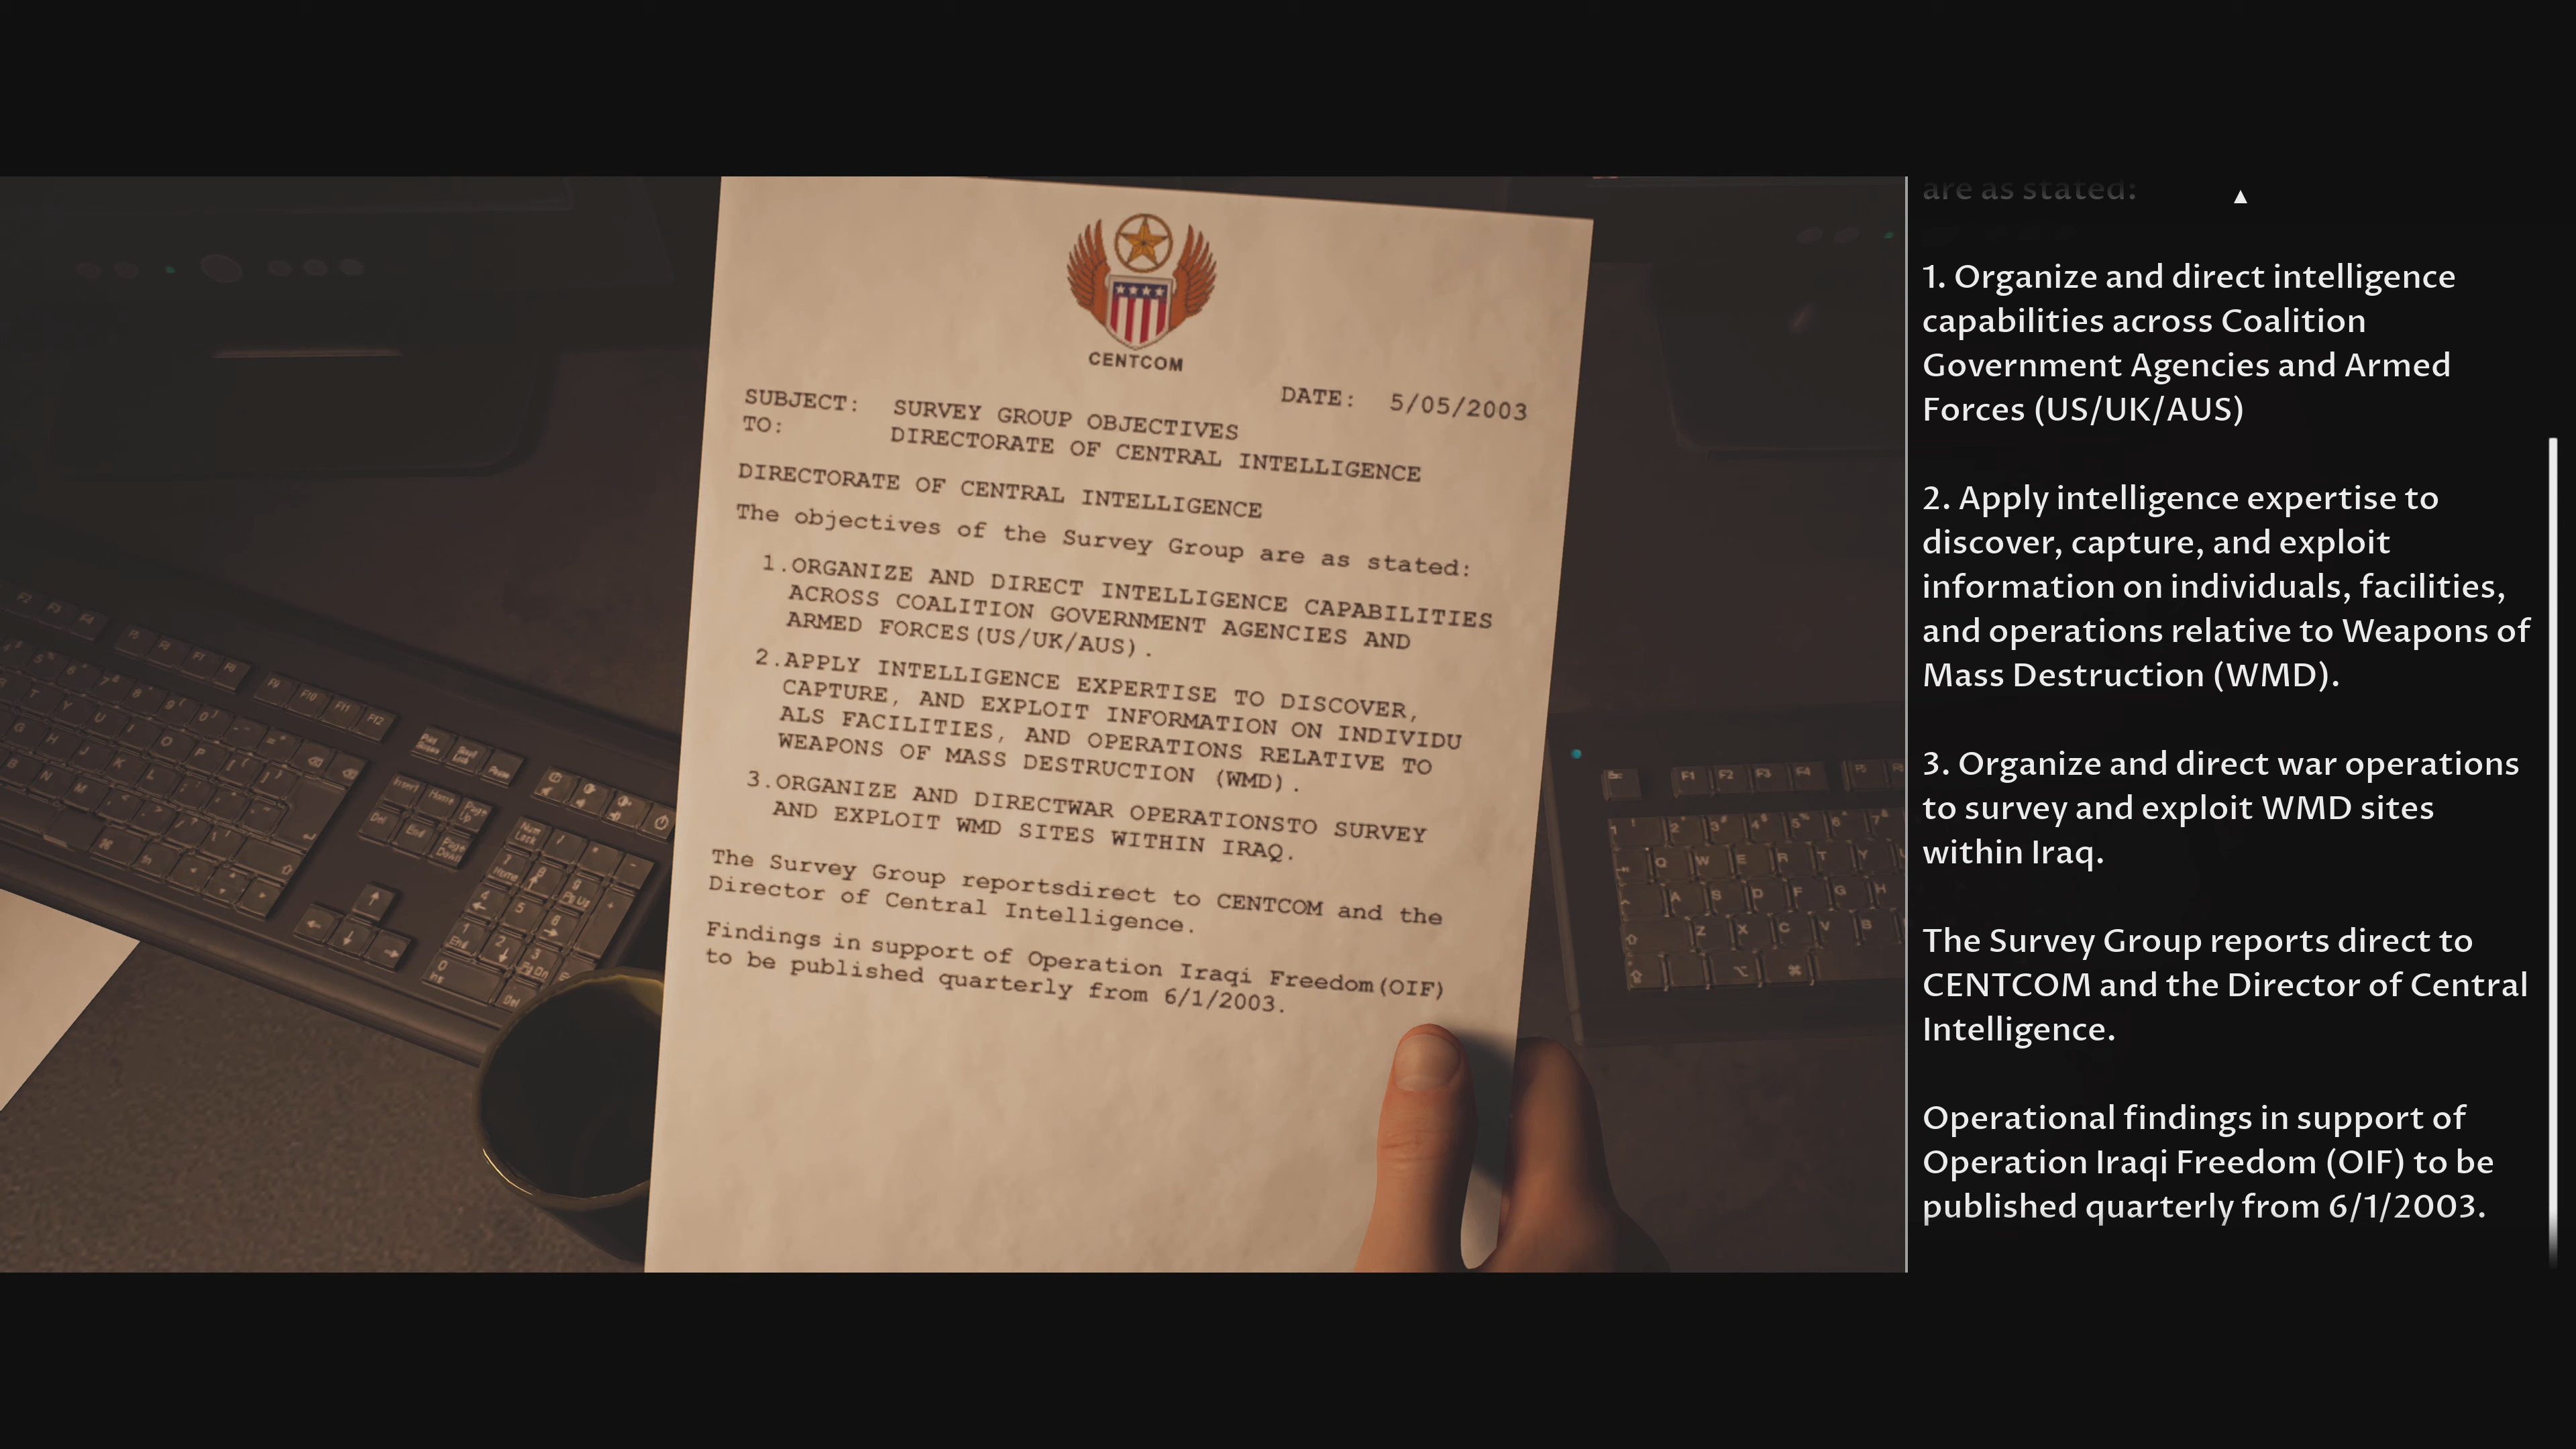 CENTCOM
DATE: 5/05/2003
SUBJECT: SURVEY GROUP OBJECTIVES
TO: DIRECTORATE OF CENTRAL INTELLIGENCE
DIRECTORATE OF CENTRAL INTELLIGENCE
The objectives of the Survey Group are as stated:
1.ORGANIZE AND DIRECT INTELLIGENCE CAPABILITIES
ACROSS COALITION GOVERNMENT AGENCIES AND
ARMED FORCES(US/UK/AUS).
2.APPLY INTELLIGENCE EXPERTISE TO DISCOVER,
CAPTURE, AND EXPLOIT INFORMATION ON INDIVIDU
ALS FACILITIES, AND OPERATIONS RELATIVE TO
WEAPONS OF MASS DESTRUCTION (WMD).
3.ORGANIZE AND DIRECTWAR OPERATIONSTO SURVEY
AND EXPLOIT WMD SITES WITHIN IRAQ.
The Survey Group reportsdirect to CENTCOM and the
Director of Central Intelligence.
Findings in support of Operation Iraqi Freedom(OIF)
to be published quarterly from 6/1/2003.
are as stated:
1. Organize and direct intelligence
capabilities across Coalition
Government Agencies and Armed
Forces (US/UK/AUS)
2. Apply intelligence expertise to
discover, capture, and exploit
information on individuals, facilities,
and operations relative to Weapons of
Mass Destruction (WMD).
3. Organize and direct war operations
to survey and exploit WMD sites
within Iraq.
The Survey Group reports direct to
CENTCOM and the Director of Central
Intelligence.
Operational findings in support of
Operation Iraqi Freedom (OIF) to be
published quarterly from 6/1/2003.